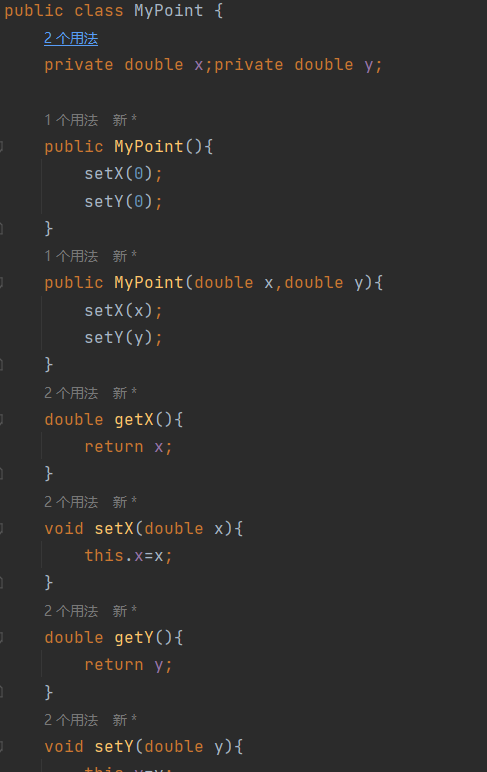 public class MyPoint {
2 个用法
private double x;private double y;
1 个用法 新 *
public MyPoint(){
setX(0);
setY(0);
}
1 个用法 新 *
public MyPoint(double x,double y){
setX(x);
setY(y);
}
2 个用法 新 *
double getX(){
return x;
}
2 个用法 新 *
void setX(double x){
this.x=x;
}
2 个用法 新 *
double getY(){
return y;
}
2 个用法 新 *
void setY(double y){
this.y=y;